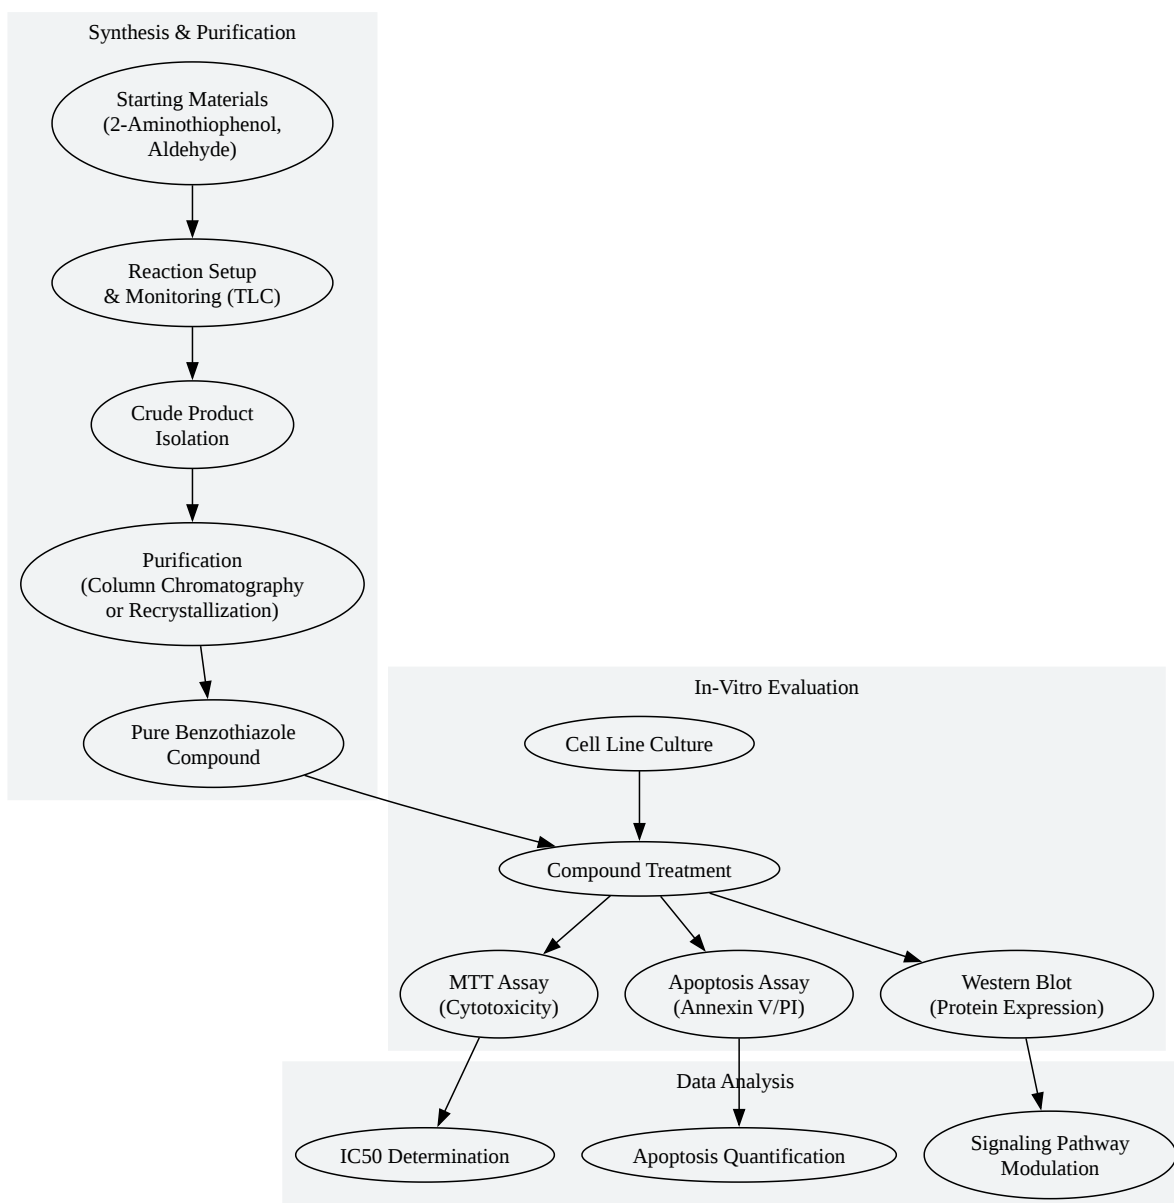 Synthesis & Purification
Starting Materials
(2-Aminothiophenol,
Aldehyde)
Reaction Setup
& Monitoring (TLC)
Crude Product
Isolation
Purification
(Column Chromatography
or Recrystallization)
Pure Benzothiazole
Compound
In-Vitro Evaluation
Cell Line Culture
Compound Treatment
MTT Assay
(Cytotoxicity)
Apoptosis Assay
(Annexin V/PI)
Western Blot
(Protein Expression)
Data Analysis
IC50 Determination
Apoptosis Quantification
Signaling Pathway
Modulation